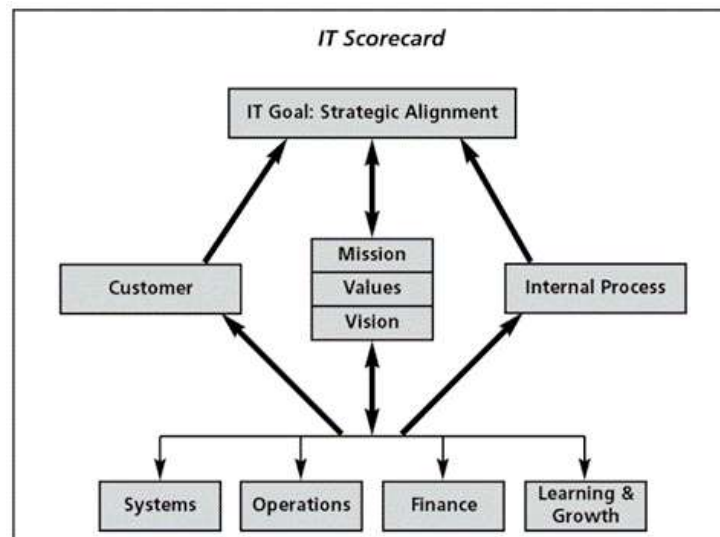 IT Scorecard
IT Goal: Strategic Alignment
Customer
Mission
Values
Vision
Internal Process
Systems
Operations
Finance
Learning &
Growth